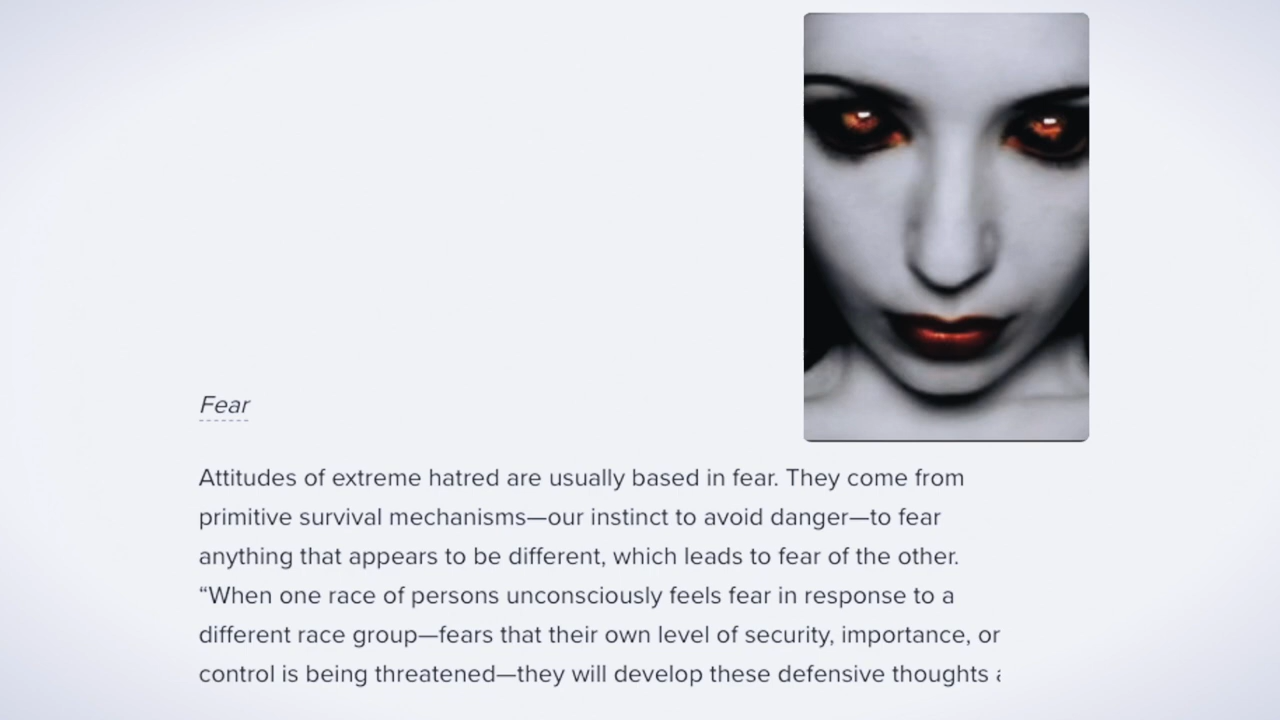 Fear
Attitudes of extreme hatred are usually based in fear. They come from
primitive survival mechanisms—our instinct to avoid danger—to fear
anything that appears to be different, which leads to fear of the other.
“When one race of persons unconsciously feels fear in response to a
different race group—fears that their own level of security, importance, or
control is being threatened—they will develop these defensive thoughts